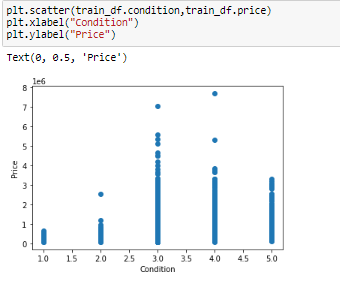 plt.scatter(train_df.condition,train_df.price)
plt.xlabel("Condition")
plt.ylabel("Price")
Text(0, 0.5, 'Price')
1e6
8
7
6
5
4
3
2
1
0
Price
1.0 1.5 2.0 2.5 3.0 3.5 4.0 4.5 5.0
Condition